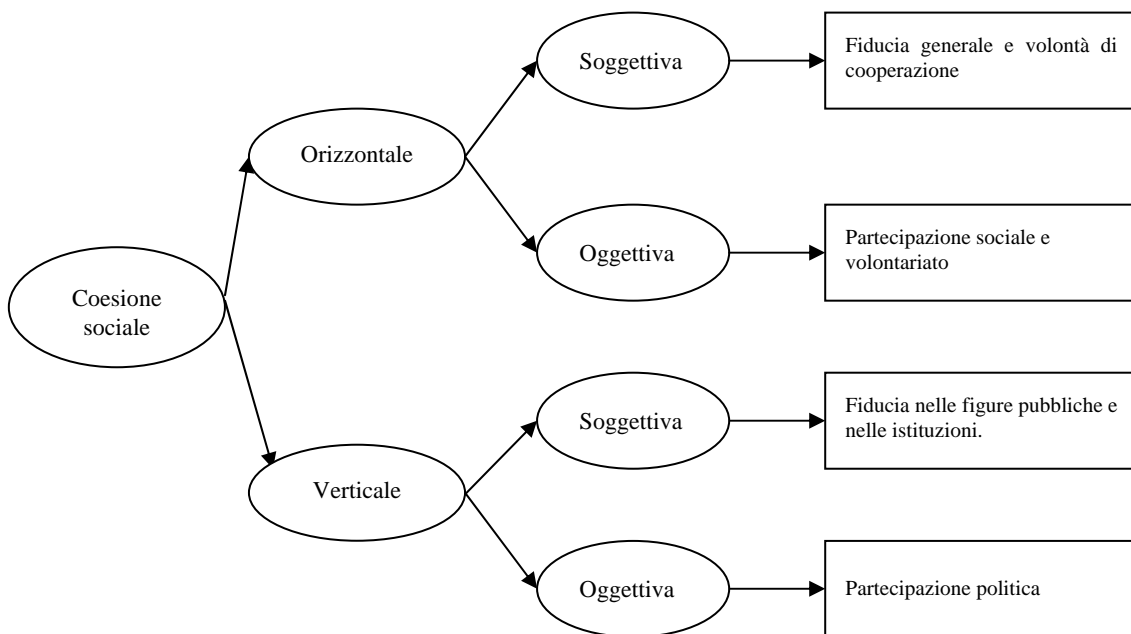 Coesione
sociale
Orizzontale
Soggettiva
Fiducia generale e volontà di
cooperazione
Oggettiva
Partecipazione sociale e
volontariato
Verticale
Soggettiva
Fiducia nelle figure pubbliche e
nelle istituzioni.
Oggettiva
Partecipazione politica